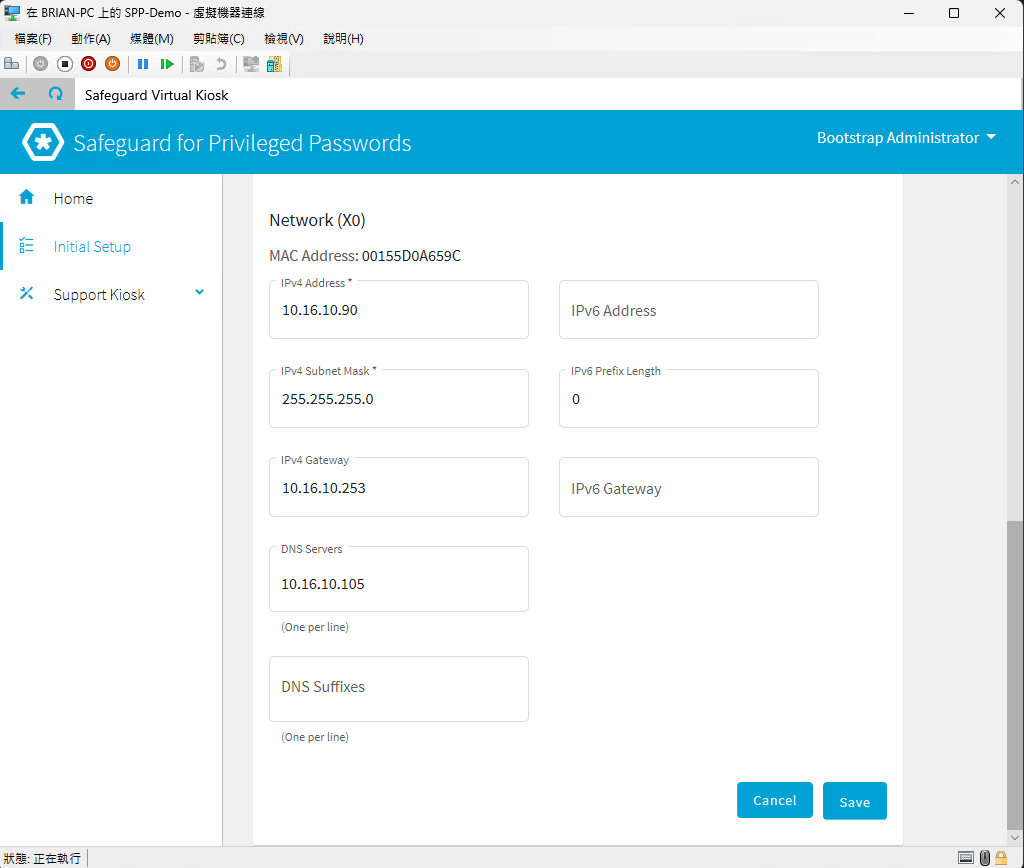 在 BRIAN-PC 上的 SPP-Demo - 虛擬機器連線
檔案(F) 動作(A) 媒體(M) 剪貼簿(C) 檢視(V) 說明(H)
Safeguard Virtual Kiosk
Safeguard for Privileged Passwords
Bootstrap Administrator
Home
Initial Setup
Support Kiosk
Network (X0)
MAC Address: 00155D0A659C
IPv4 Address *
10.16.10.90
IPv6 Address
IPv4 Subnet Mask *
255.255.255.0
IPv6 Prefix Length
0
IPv4 Gateway
10.16.10.253
IPv6 Gateway
DNS Servers
10.16.10.105
(One per line)
DNS Suffixes
(One per line)
Cancel
Save
狀態: 正在執行